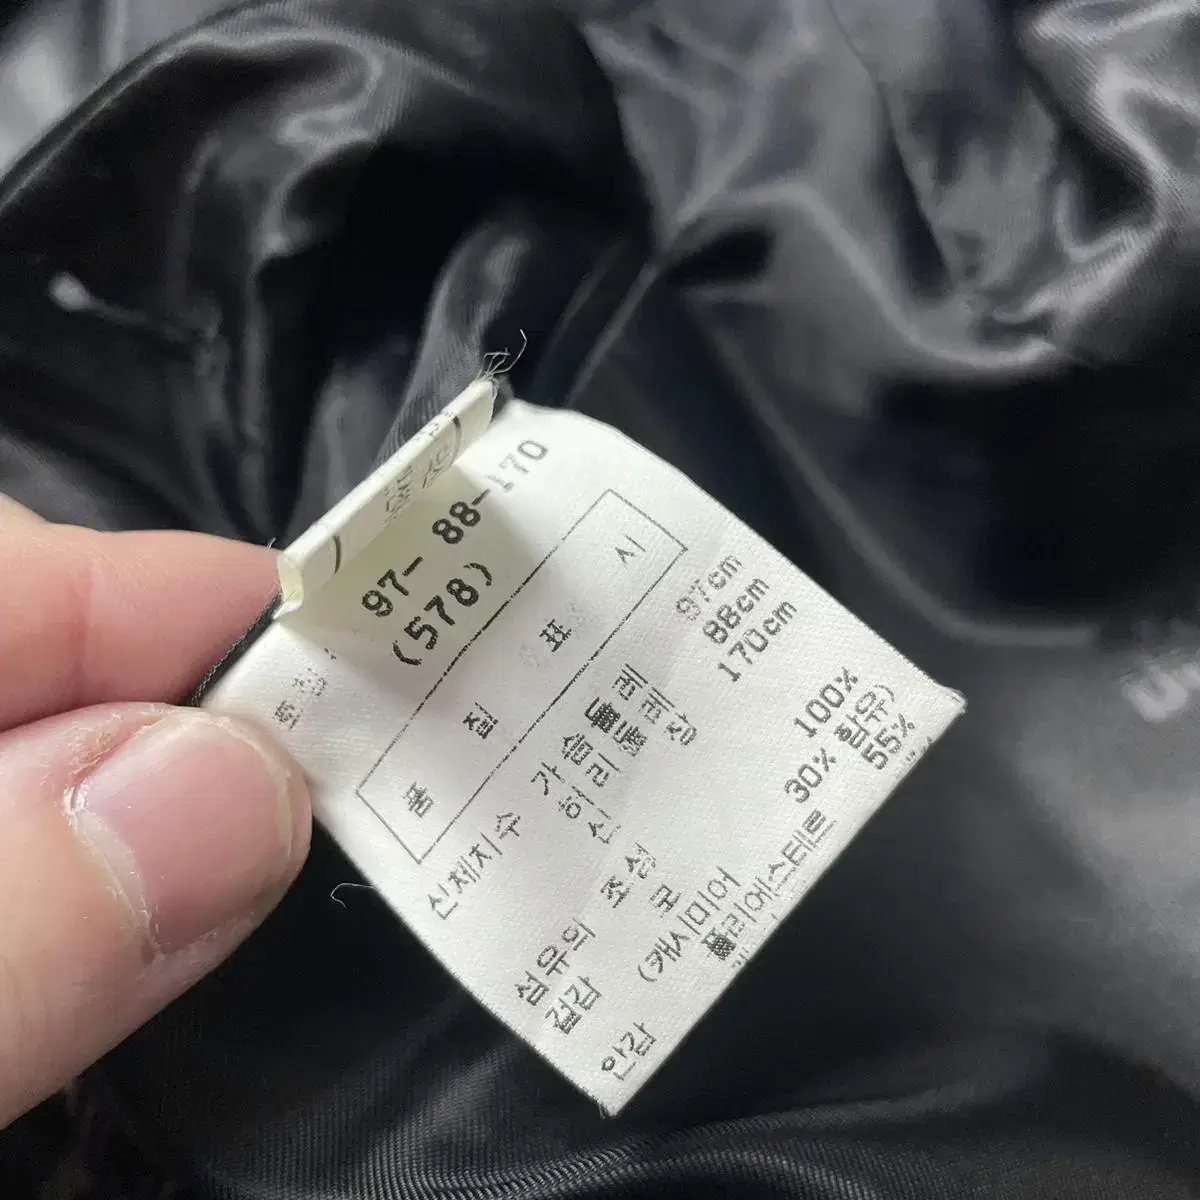 97- 88-170
(578)
품 질 표 시
신체치수 가슴둘레 97cm
허리둘레 88cm
신 장 170cm
섬유의 조성
겉감 모 100%
(캐시미어 30% 함유)
안감 폴리에스테르 55%